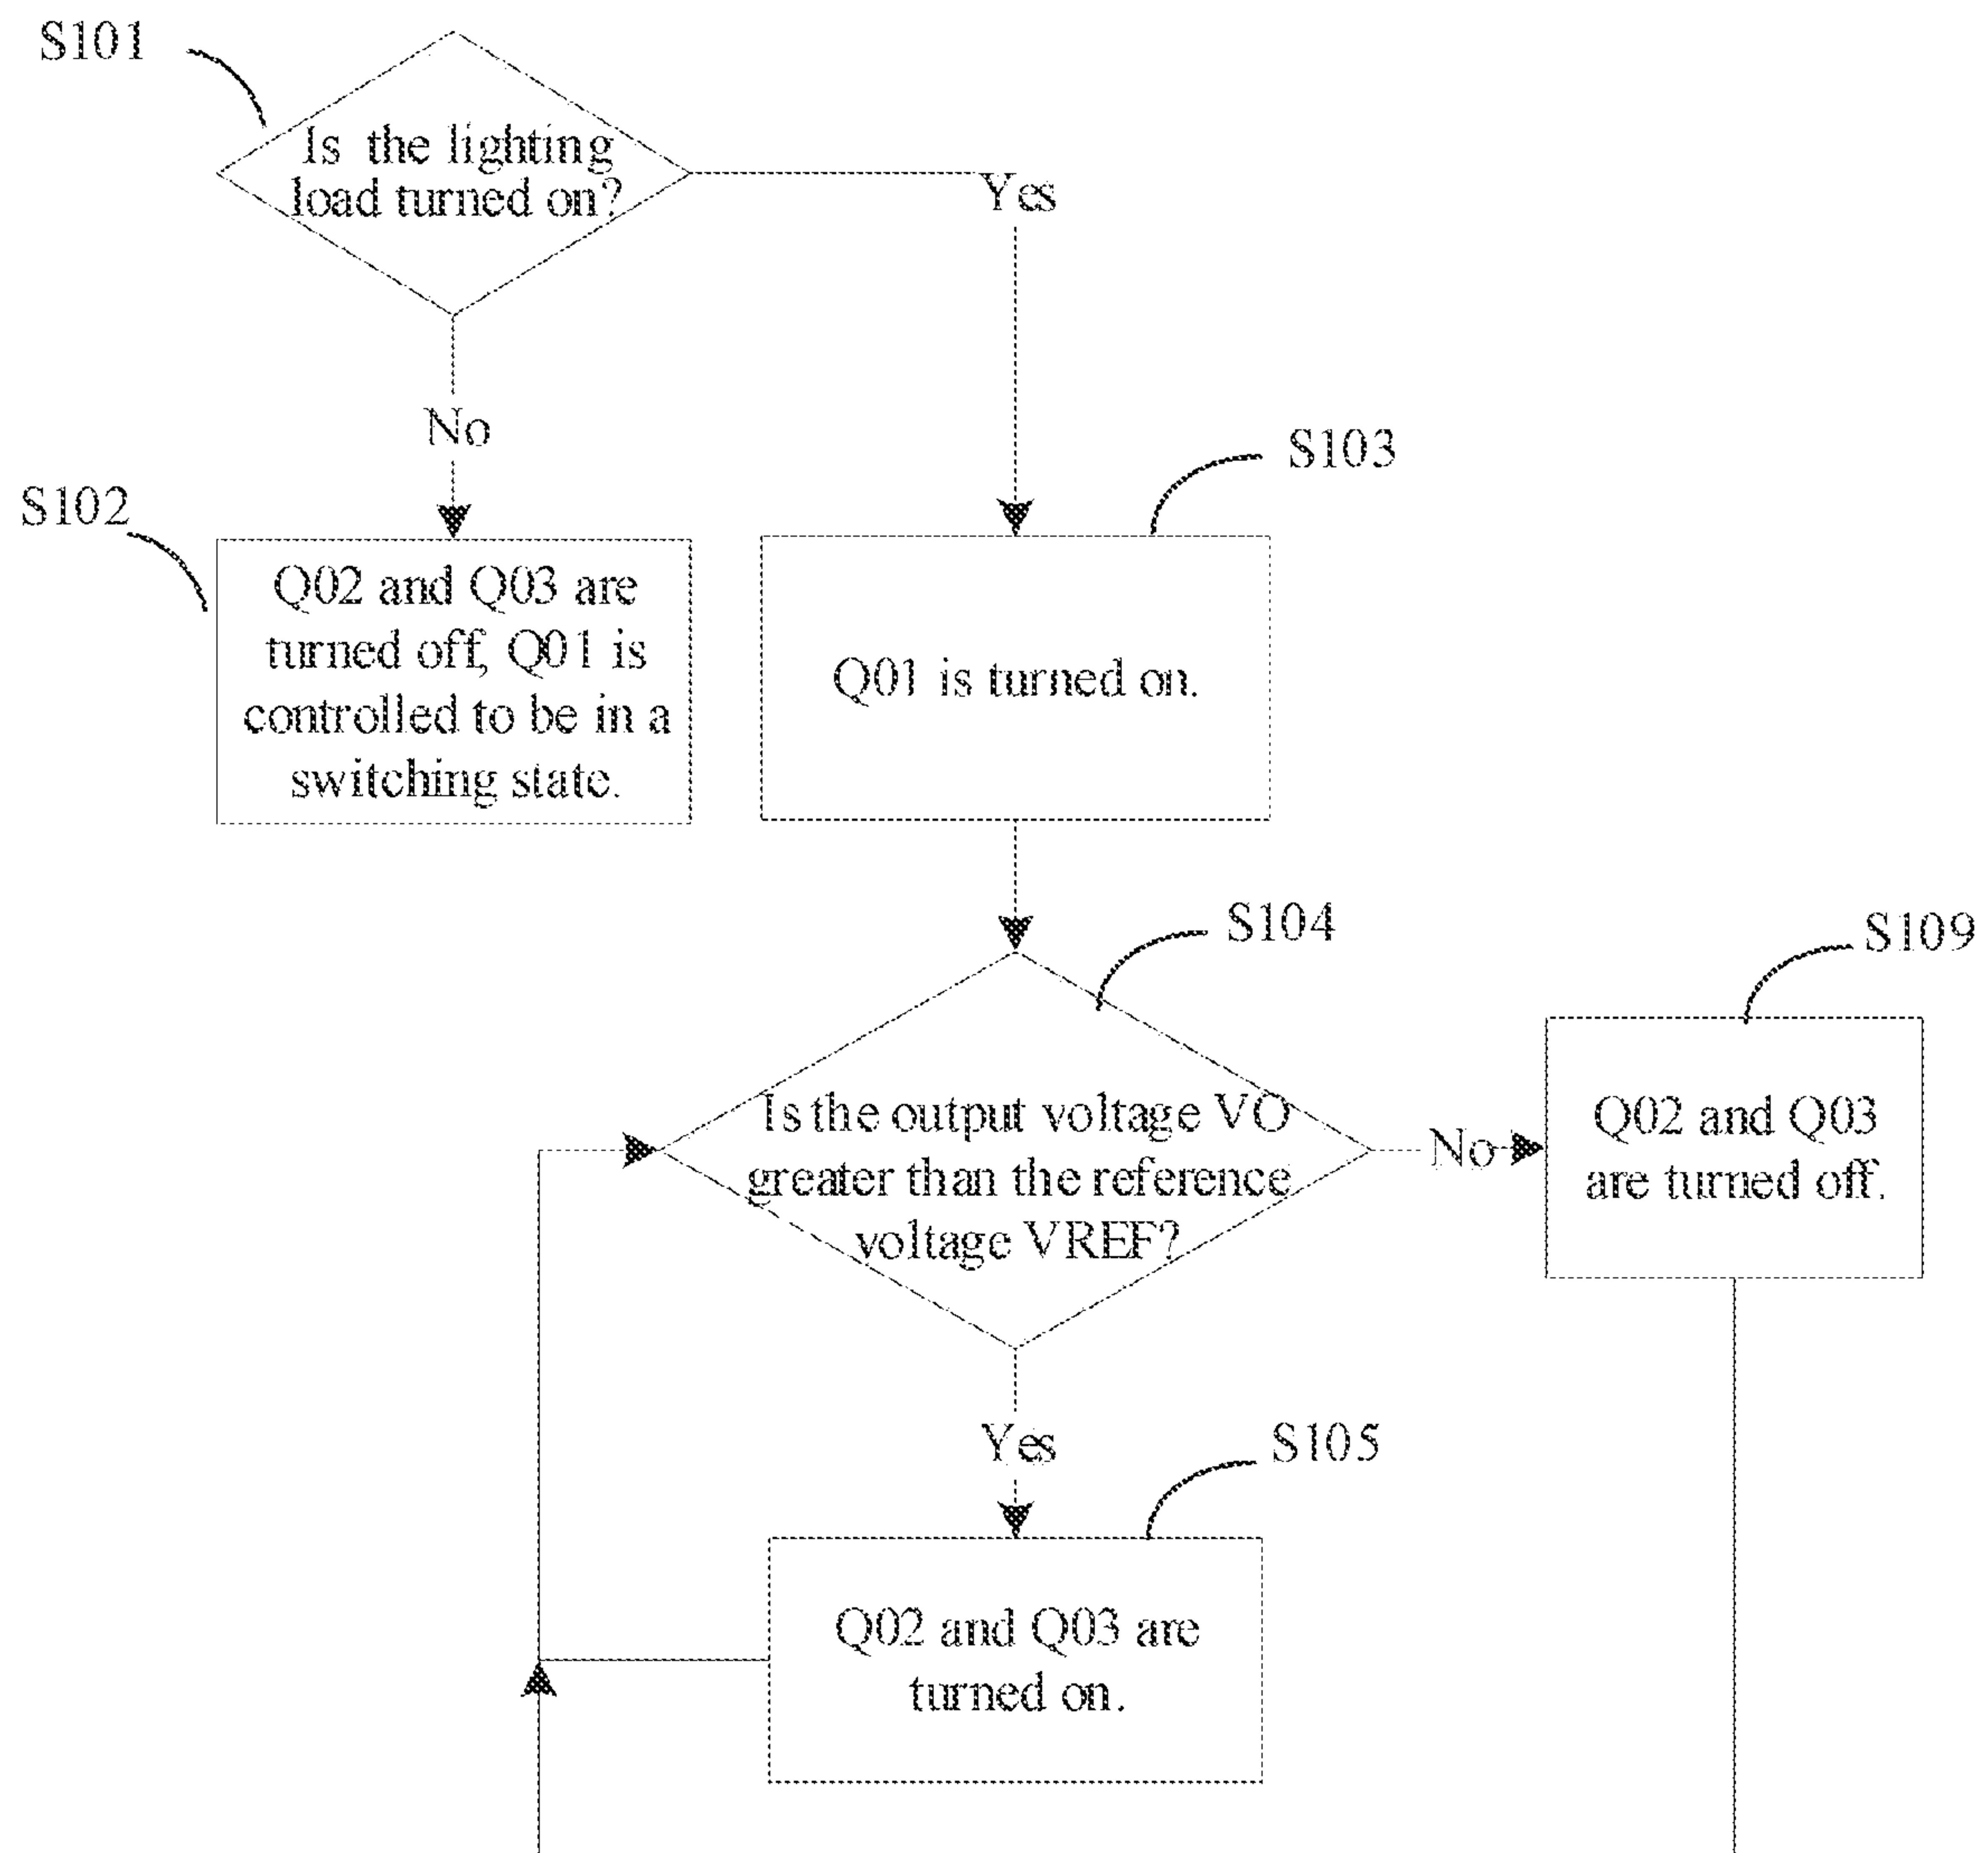 S101
Is the lighting
load turned on?
Yes
No
S103
S102
Q02 and Q03 are
turned off, Q01 is
controlled to be in a
switching state.
Q01 is turned on.
S104
S109
Is the output voltage VO
greater than the reference
voltage VREF?
No
Q02 and Q03
are turned off.
Yes
S105
Q02 and Q03 are
turned on.